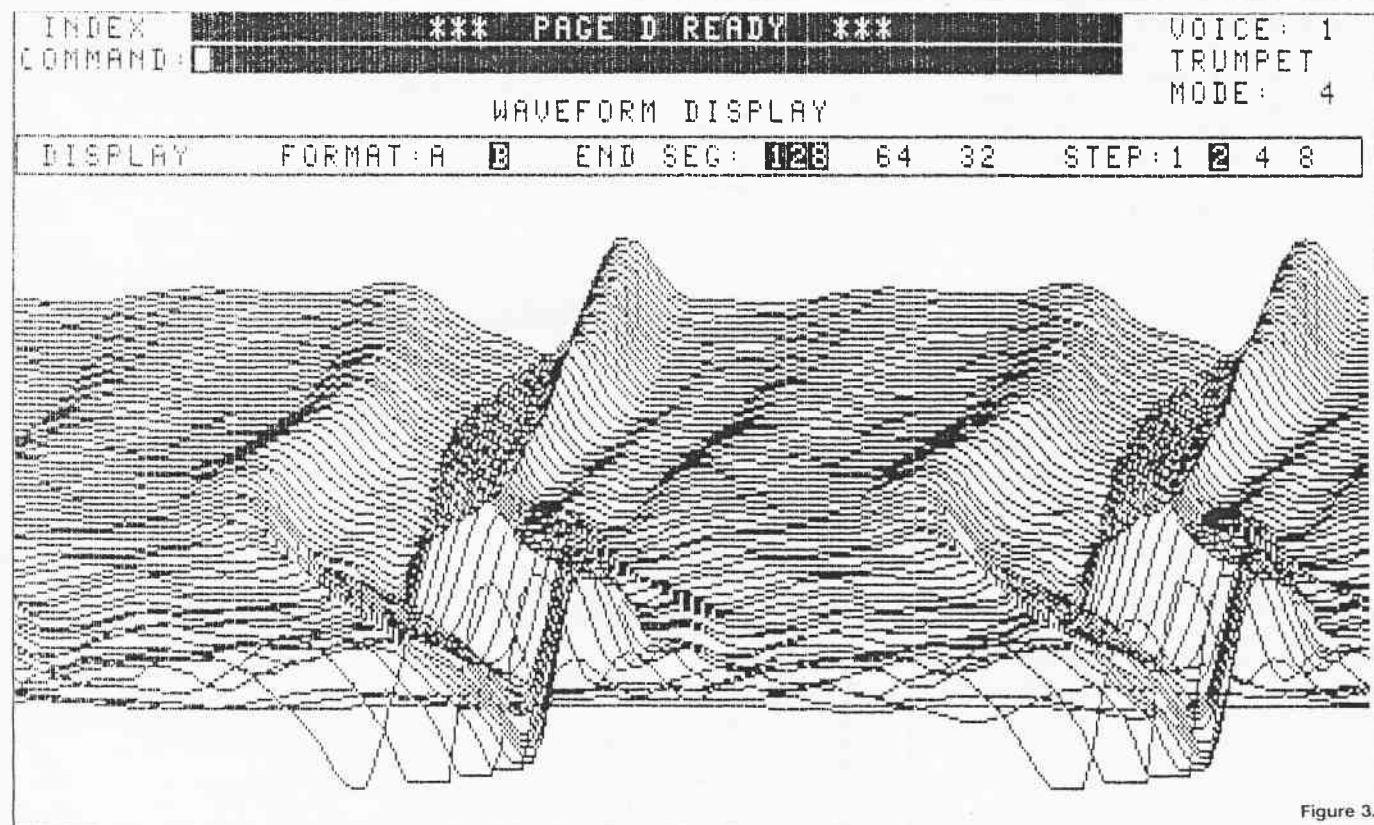 INDEX *** PAGE D READY *** VOICE: 1
COMMAND: TRUMPET
MODE: 4
WAVEFORM DISPLAY
DISPLAY FORMAT:A B END SEG: 128 64 32 STEP:1 2 4 8
Figure 3.